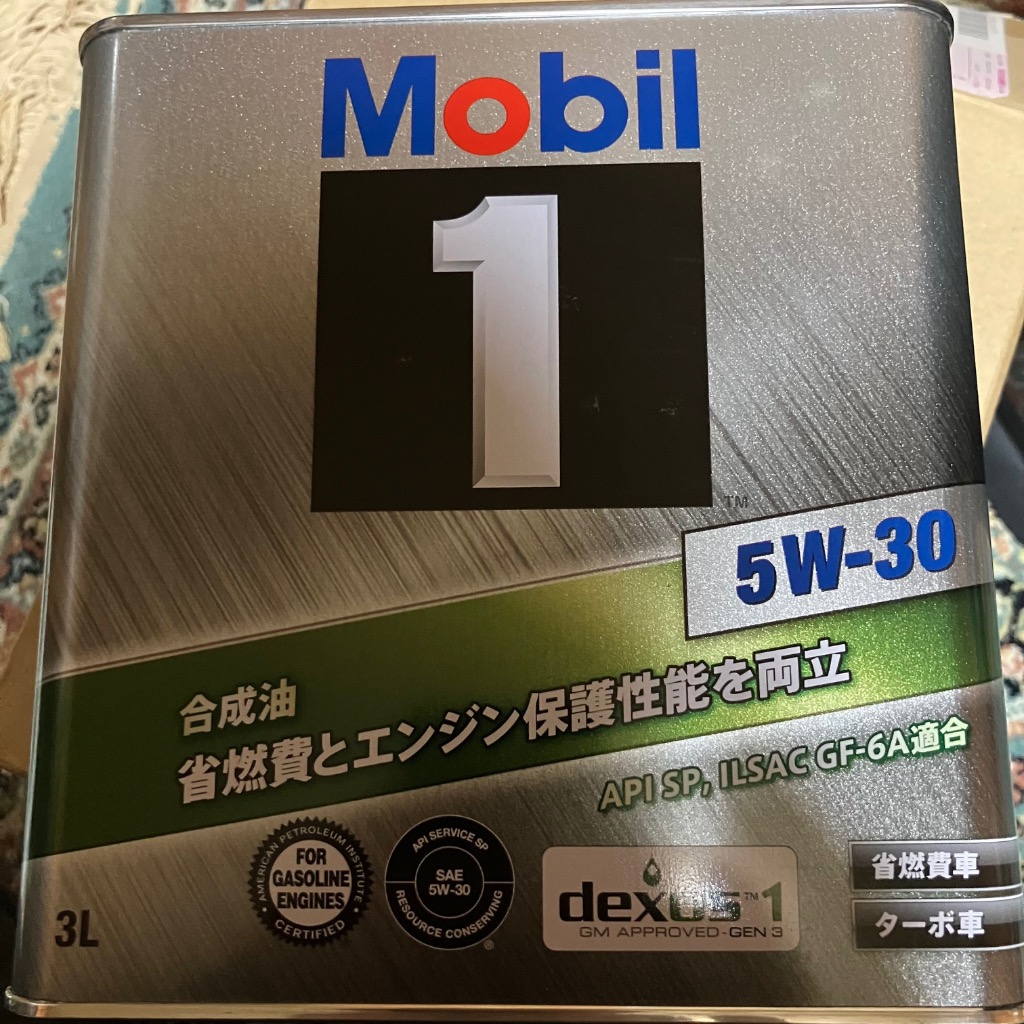 Mobil
1
TM
5W-30
合成油
省燃費とエンジン保護性能を両立
API SP, ILSAC GF-6A適合
AMERICAN PETROLEUM INSTITUTE
FOR
GASOLINE
ENGINES
CERTIFIED
API SERVICE SP
SAE
5W-30
RESOURCE CONSERVING
®
dexos™1
GM APPROVED-GEN 3
省燃費車
ターボ車
3L